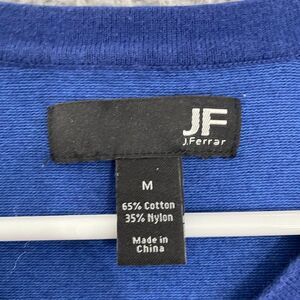 JF
J.Ferrar
M
65% Cotton
35% Nylon
Made in
China